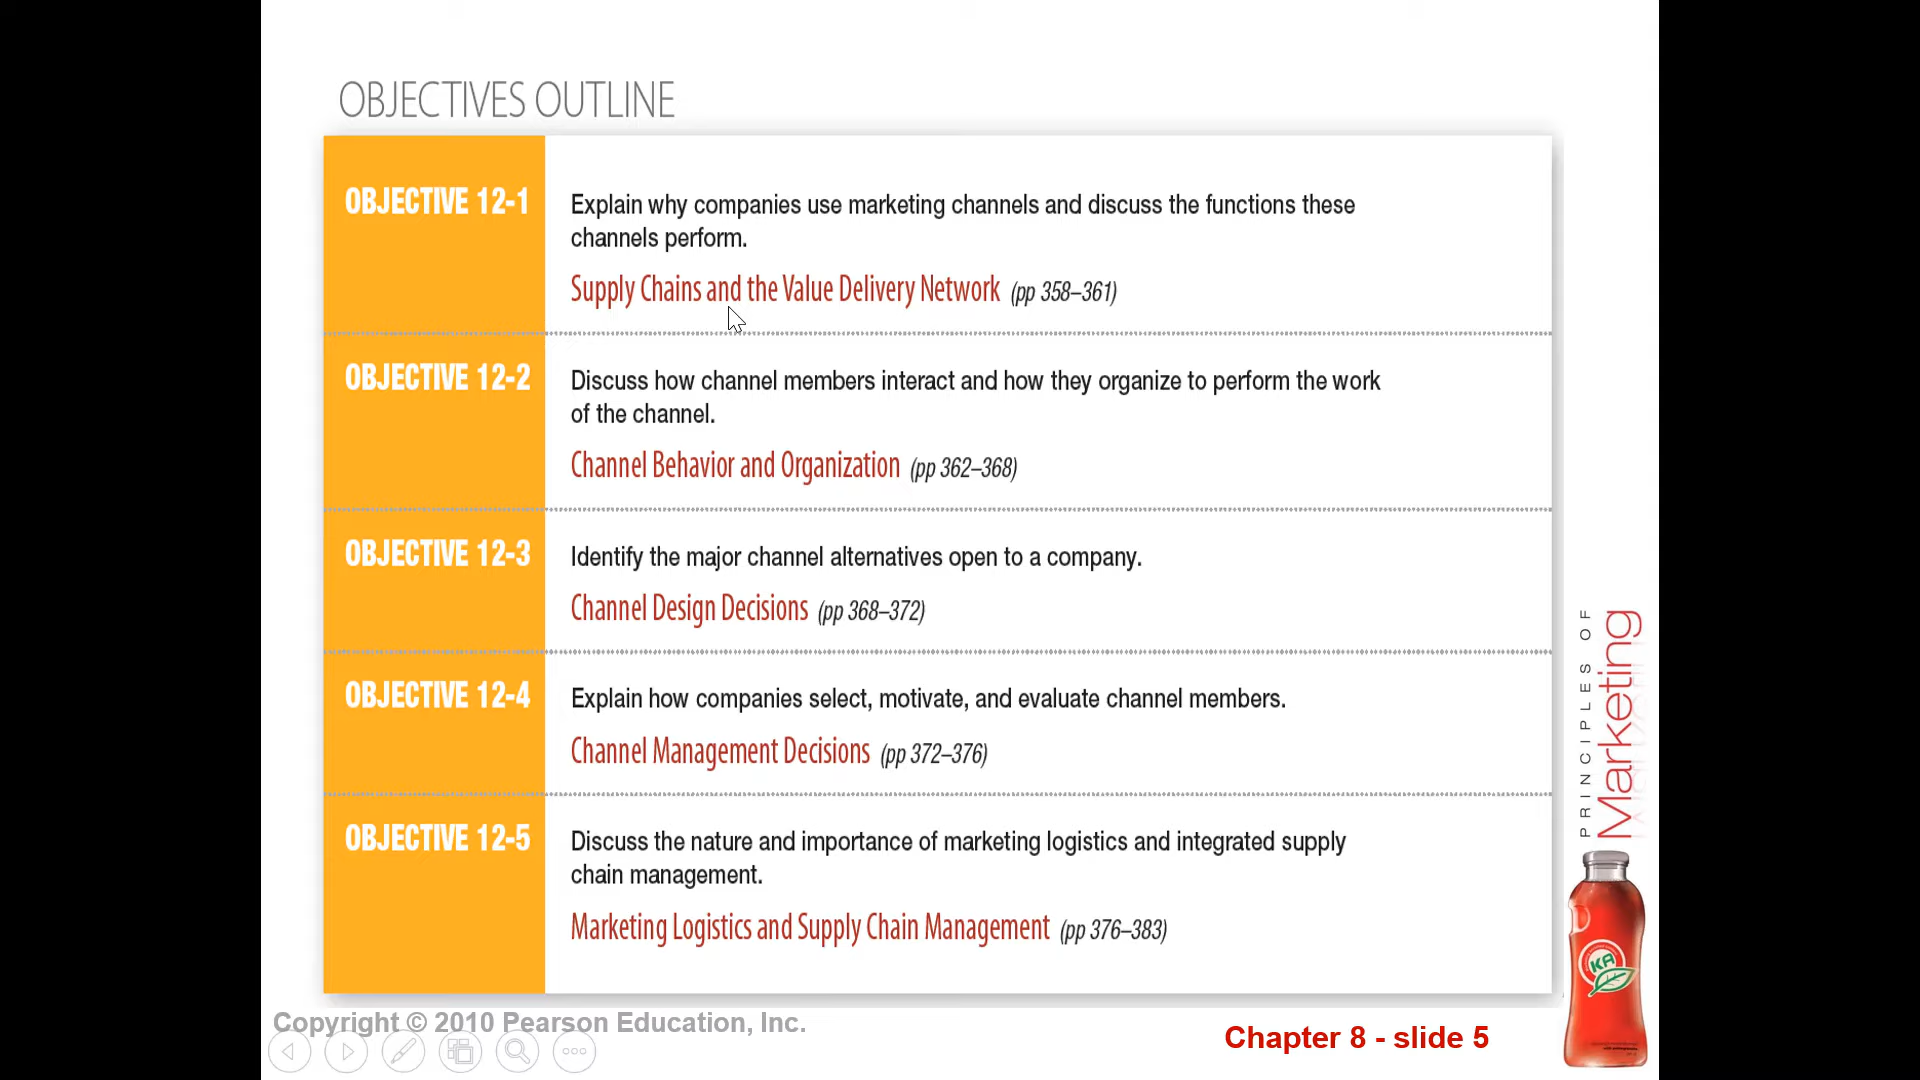 OBJECTIVES OUTLINE
OBJECTIVE 12-1
Explain why companies use marketing channels and discuss the functions these
channels perform.
Supply Chains and the Value Delivery Network (pp 358–361)
OBJECTIVE 12-2
Discuss how channel members interact and how they organize to perform the work
of the channel.
Channel Behavior and Organization (pp 362–368)
OBJECTIVE 12-3
Identify the major channel alternatives open to a company.
Channel Design Decisions (pp 368–372)
OBJECTIVE 12-4
Explain how companies select, motivate, and evaluate channel members.
Channel Management Decisions (pp 372–376)
OBJECTIVE 12-5
Discuss the nature and importance of marketing logistics and integrated supply
chain management.
Marketing Logistics and Supply Chain Management (pp 376–383)
PRINCIPLES OF
Marketing
KA
Copyright © 2010 Pearson Education, Inc.
Chapter 8 - slide 5